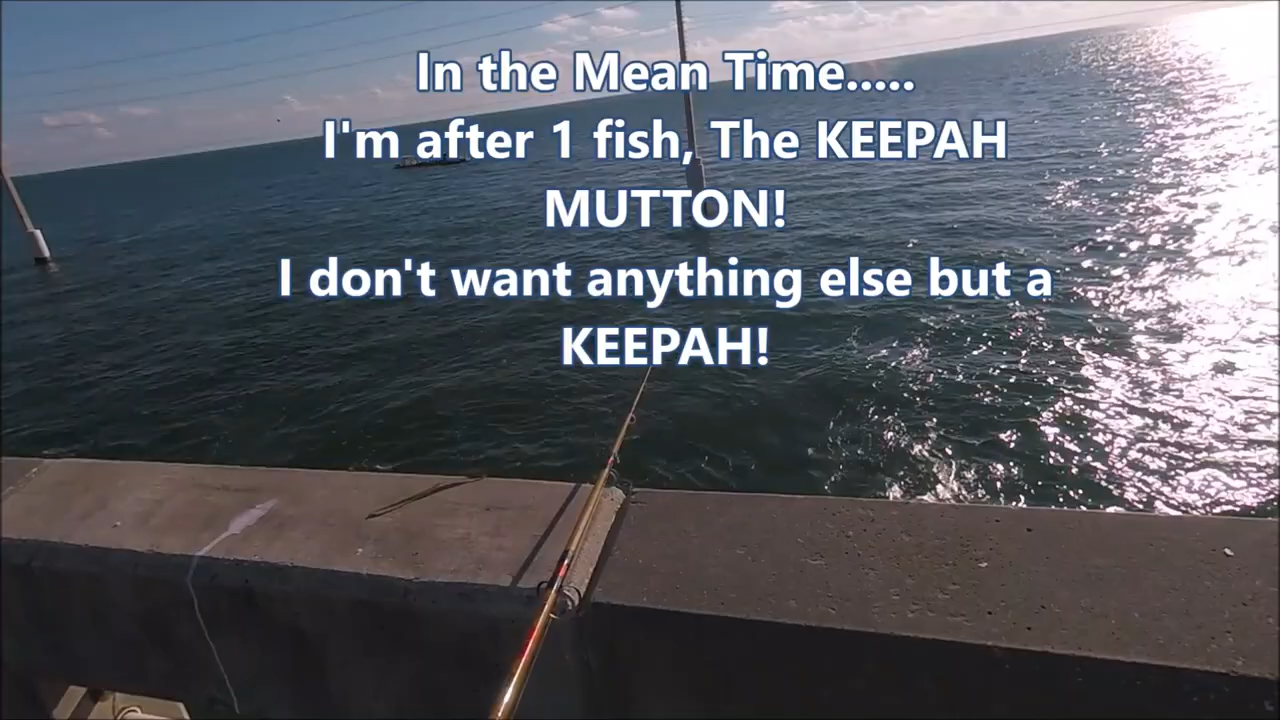 In the Mean Time.....
I'm after 1 fish, The KEEPAH
MUTTON!
I don't want anything else but a
KEEPAH!